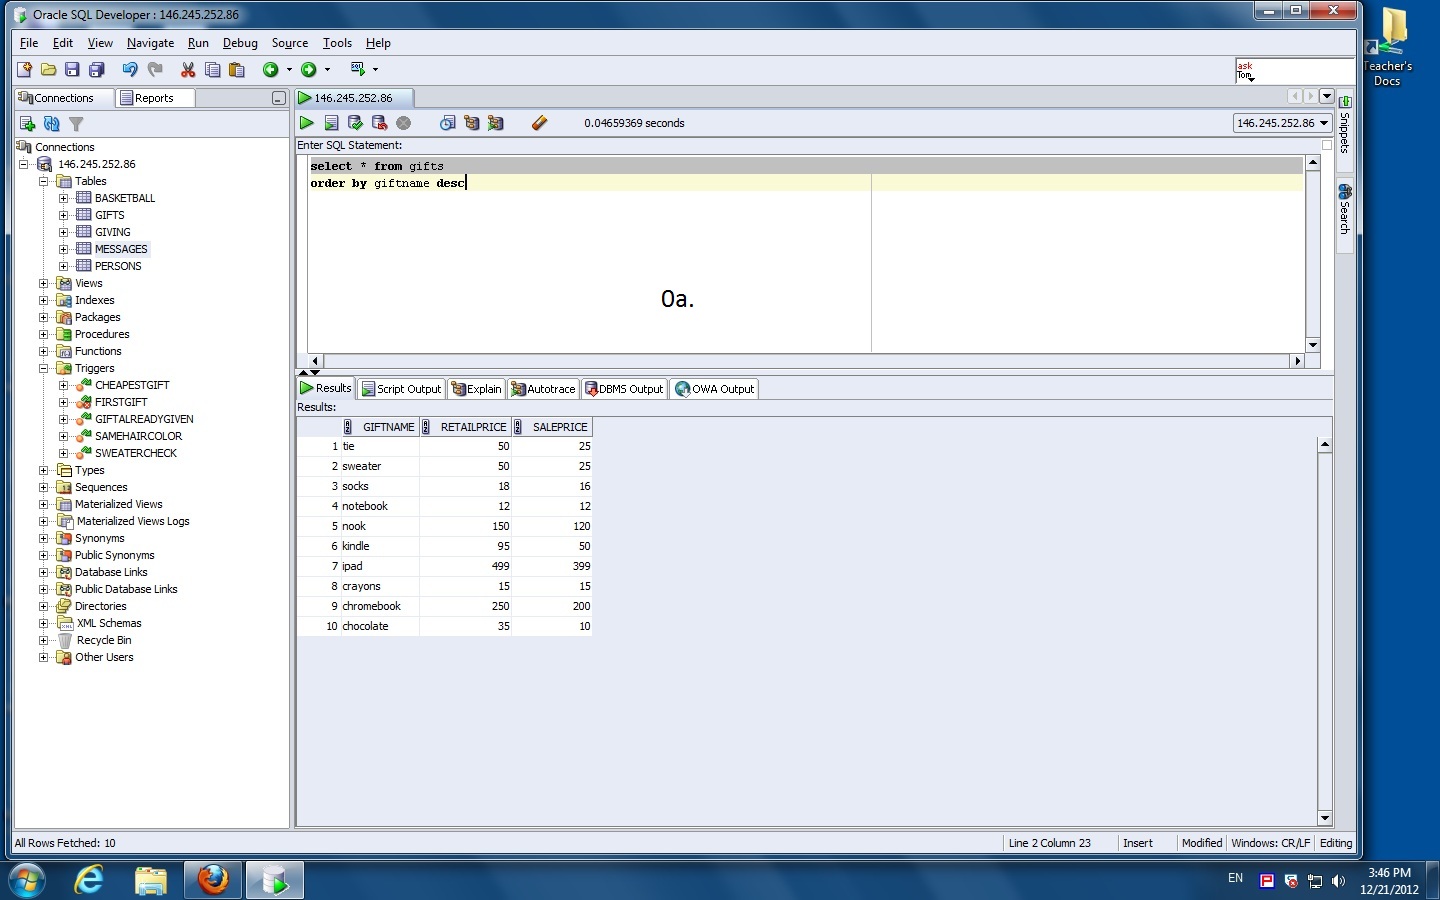 Oracle SQL Developer : 146.245.252.86
File Edit View Navigate Run Debug Source Tools Help
ask
Tom
Teacher's
Docs
Connections Reports
146.245.252.86
0.04659369 seconds
146.245.252.86
Snippets
Search
Enter SQL Statement:
select * from gifts
order by giftname desc
0a.
Connections
146.245.252.86
Tables
BASKETBALL
GIFTS
GIVING
MESSAGES
PERSONS
Views
Indexes
Packages
Procedures
Functions
Triggers
CHEAPESTGIFT
FIRSTGIFT
GIFTALREADYGIVEN
SAMEHAIRCOLOR
SWEATERCHECK
Types
Sequences
Materialized Views
Materialized Views Logs
Synonyms
Public Synonyms
Database Links
Public Database Links
Directories
XML Schemas
Recycle Bin
Other Users
Results Script Output Explain Autotrace DBMS Output OWA Output
Results:
GIFTNAME RETAILPRICE SALEPRICE
1 tie 50 25
2 sweater 50 25
3 socks 18 16
4 notebook 12 12
5 nook 150 120
6 kindle 95 50
7 ipad 499 399
8 crayons 15 15
9 chromebook 250 200
10 chocolate 35 10
All Rows Fetched: 10
Line 2 Column 23 Insert Modified Windows: CR/LF Editing
EN
3:46 PM
12/21/2012